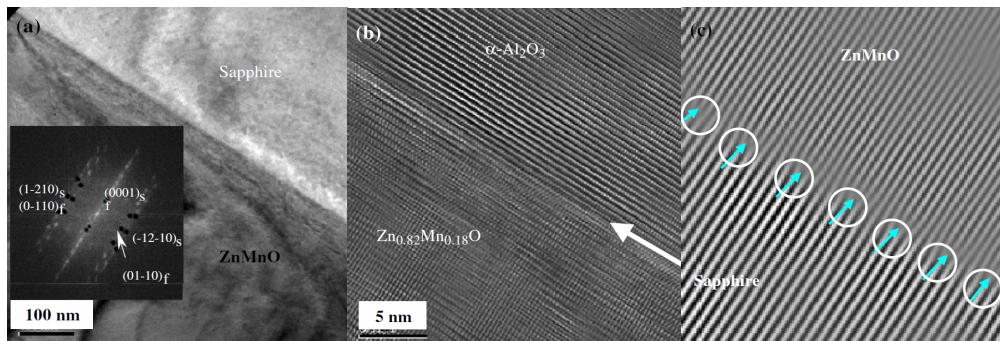 (a)
Sapphire
(1-210)s
(0-110)f
(0001)s
f
(-12-10)s
(01-10)f
ZnMnO
100 nm
(b)
α-Al2O3
Zn0.82Mn0.18O
5 nm
(c)
ZnMnO
Sapphire